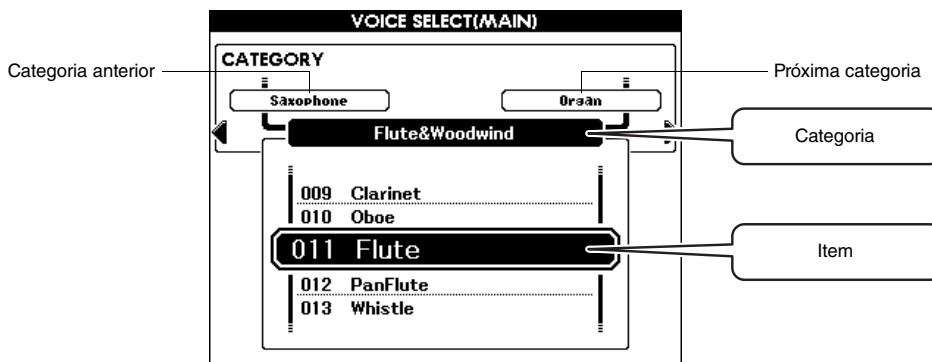 VOICE SELECT(MAIN)
CATEGORY
Categoria anterior
Próxima categoria
Saxophone
Organ
Flute&Woodwind
Categoria
009 Clarinet
010 Oboe
011 Flute
Item
012 PanFlute
013 Whistle